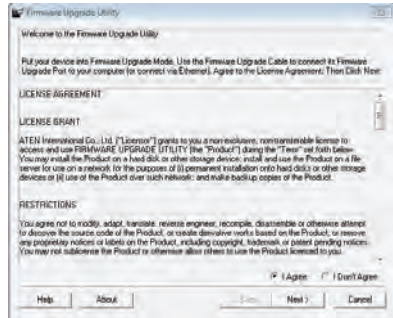 Firmware Upgrade Utility
Welcome to the Firmware Upgrade Utility
Put your device into Firmware Upgrade Mode. Use the Firmware Upgrade Cable to connect its Firmware
Upgrade Port to your computer (or connect via Ethernet). Agree to the License Agreement; Then Click Next
LICENSE AGREEMENT
LICENSE GRANT
ATEN International Co., Ltd. ("Licensor") grants to you a non-exclusive, non-transferable license to
access and use FIRMWARE UPGRADE UTILITY (the "Product") during the "Term" set forth below.
You may install the Product on a hard disk or other storage device; install and use the Product on a file
server for use on a network for the purposes of (i) permanent installation onto hard disks or other storage
devices or (ii) use of the Product over such network; and make backup copies of the Product.
RESTRICTIONS
You agree not to modify, adapt, translate, reverse engineer, recompile, disassemble or otherwise attempt
to discover the source code of the Product, or create derivative works based on the Product, or remove
any proprietary notices or labels on the Product, including copyright, trademark or patent pending notices.
You may not sublicense the Product or otherwise allow others to use the Product licensed to you.
I Agree I Don't Agree
Help About Next > Cancel